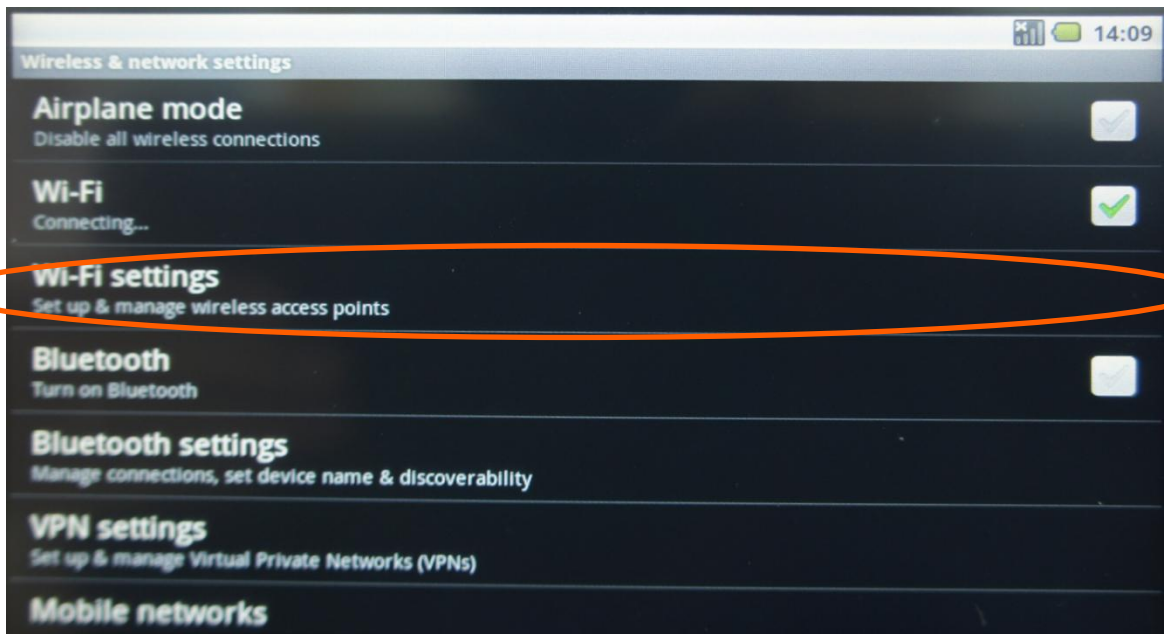 14:09
Wireless & network settings
Airplane mode
Disable all wireless connections
Wi-Fi
Connecting...
Wi-Fi settings
Set up & manage wireless access points
Bluetooth
Turn on Bluetooth
Bluetooth settings
Manage connections, set device name & discoverability
VPN settings
Set up & manage Virtual Private Networks (VPNs)
Mobile networks